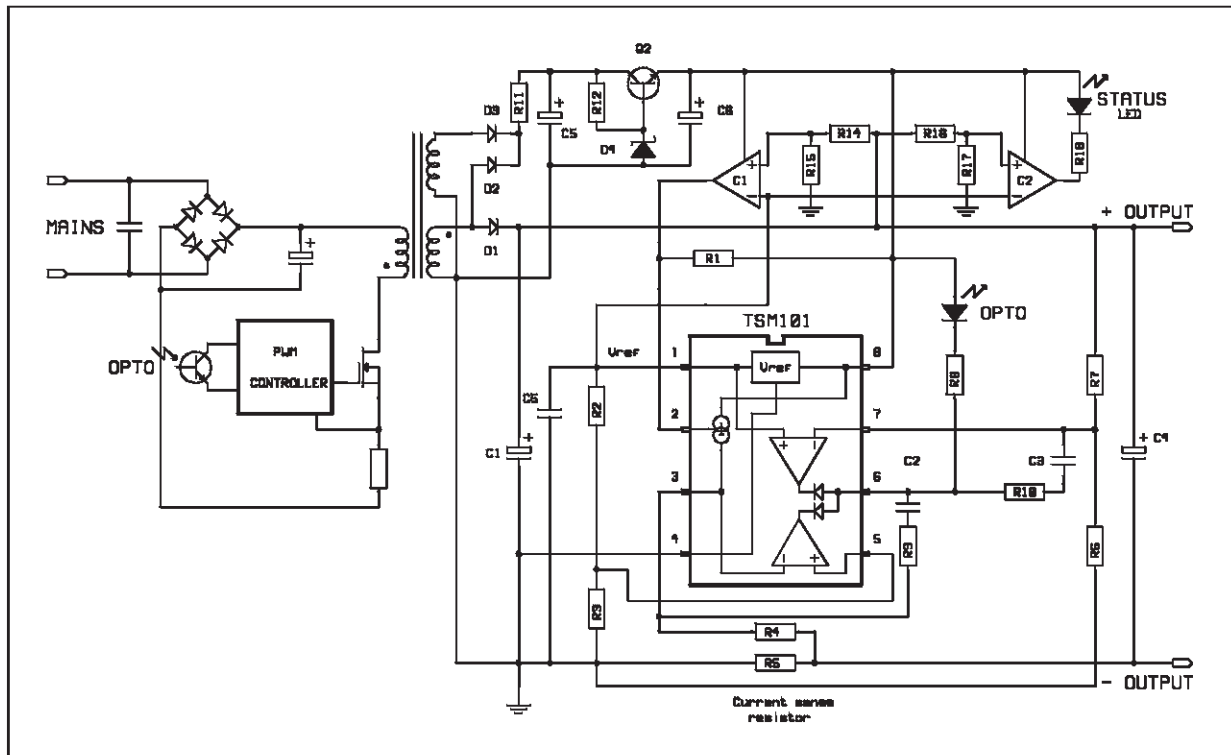 Q2
R11
+
C5
R12
+
C6
D4
STATUS
LED
R14
R16
R15
R17
R18
+
-
C1
+
-
C2
D3
D2
D1
MAINS
+
+ OUTPUT
R1
OPTO
TSM101
OPTO
PWM
CONTROLLER
Vref
1
Vref
8
R8
R7
C5
R2
2
7
+
-
C1
+
C2
C3
+
C4
3
6
R10
4
5
R9
R6
-
+
R3
R4
R5
- OUTPUT
Current sense
resistor